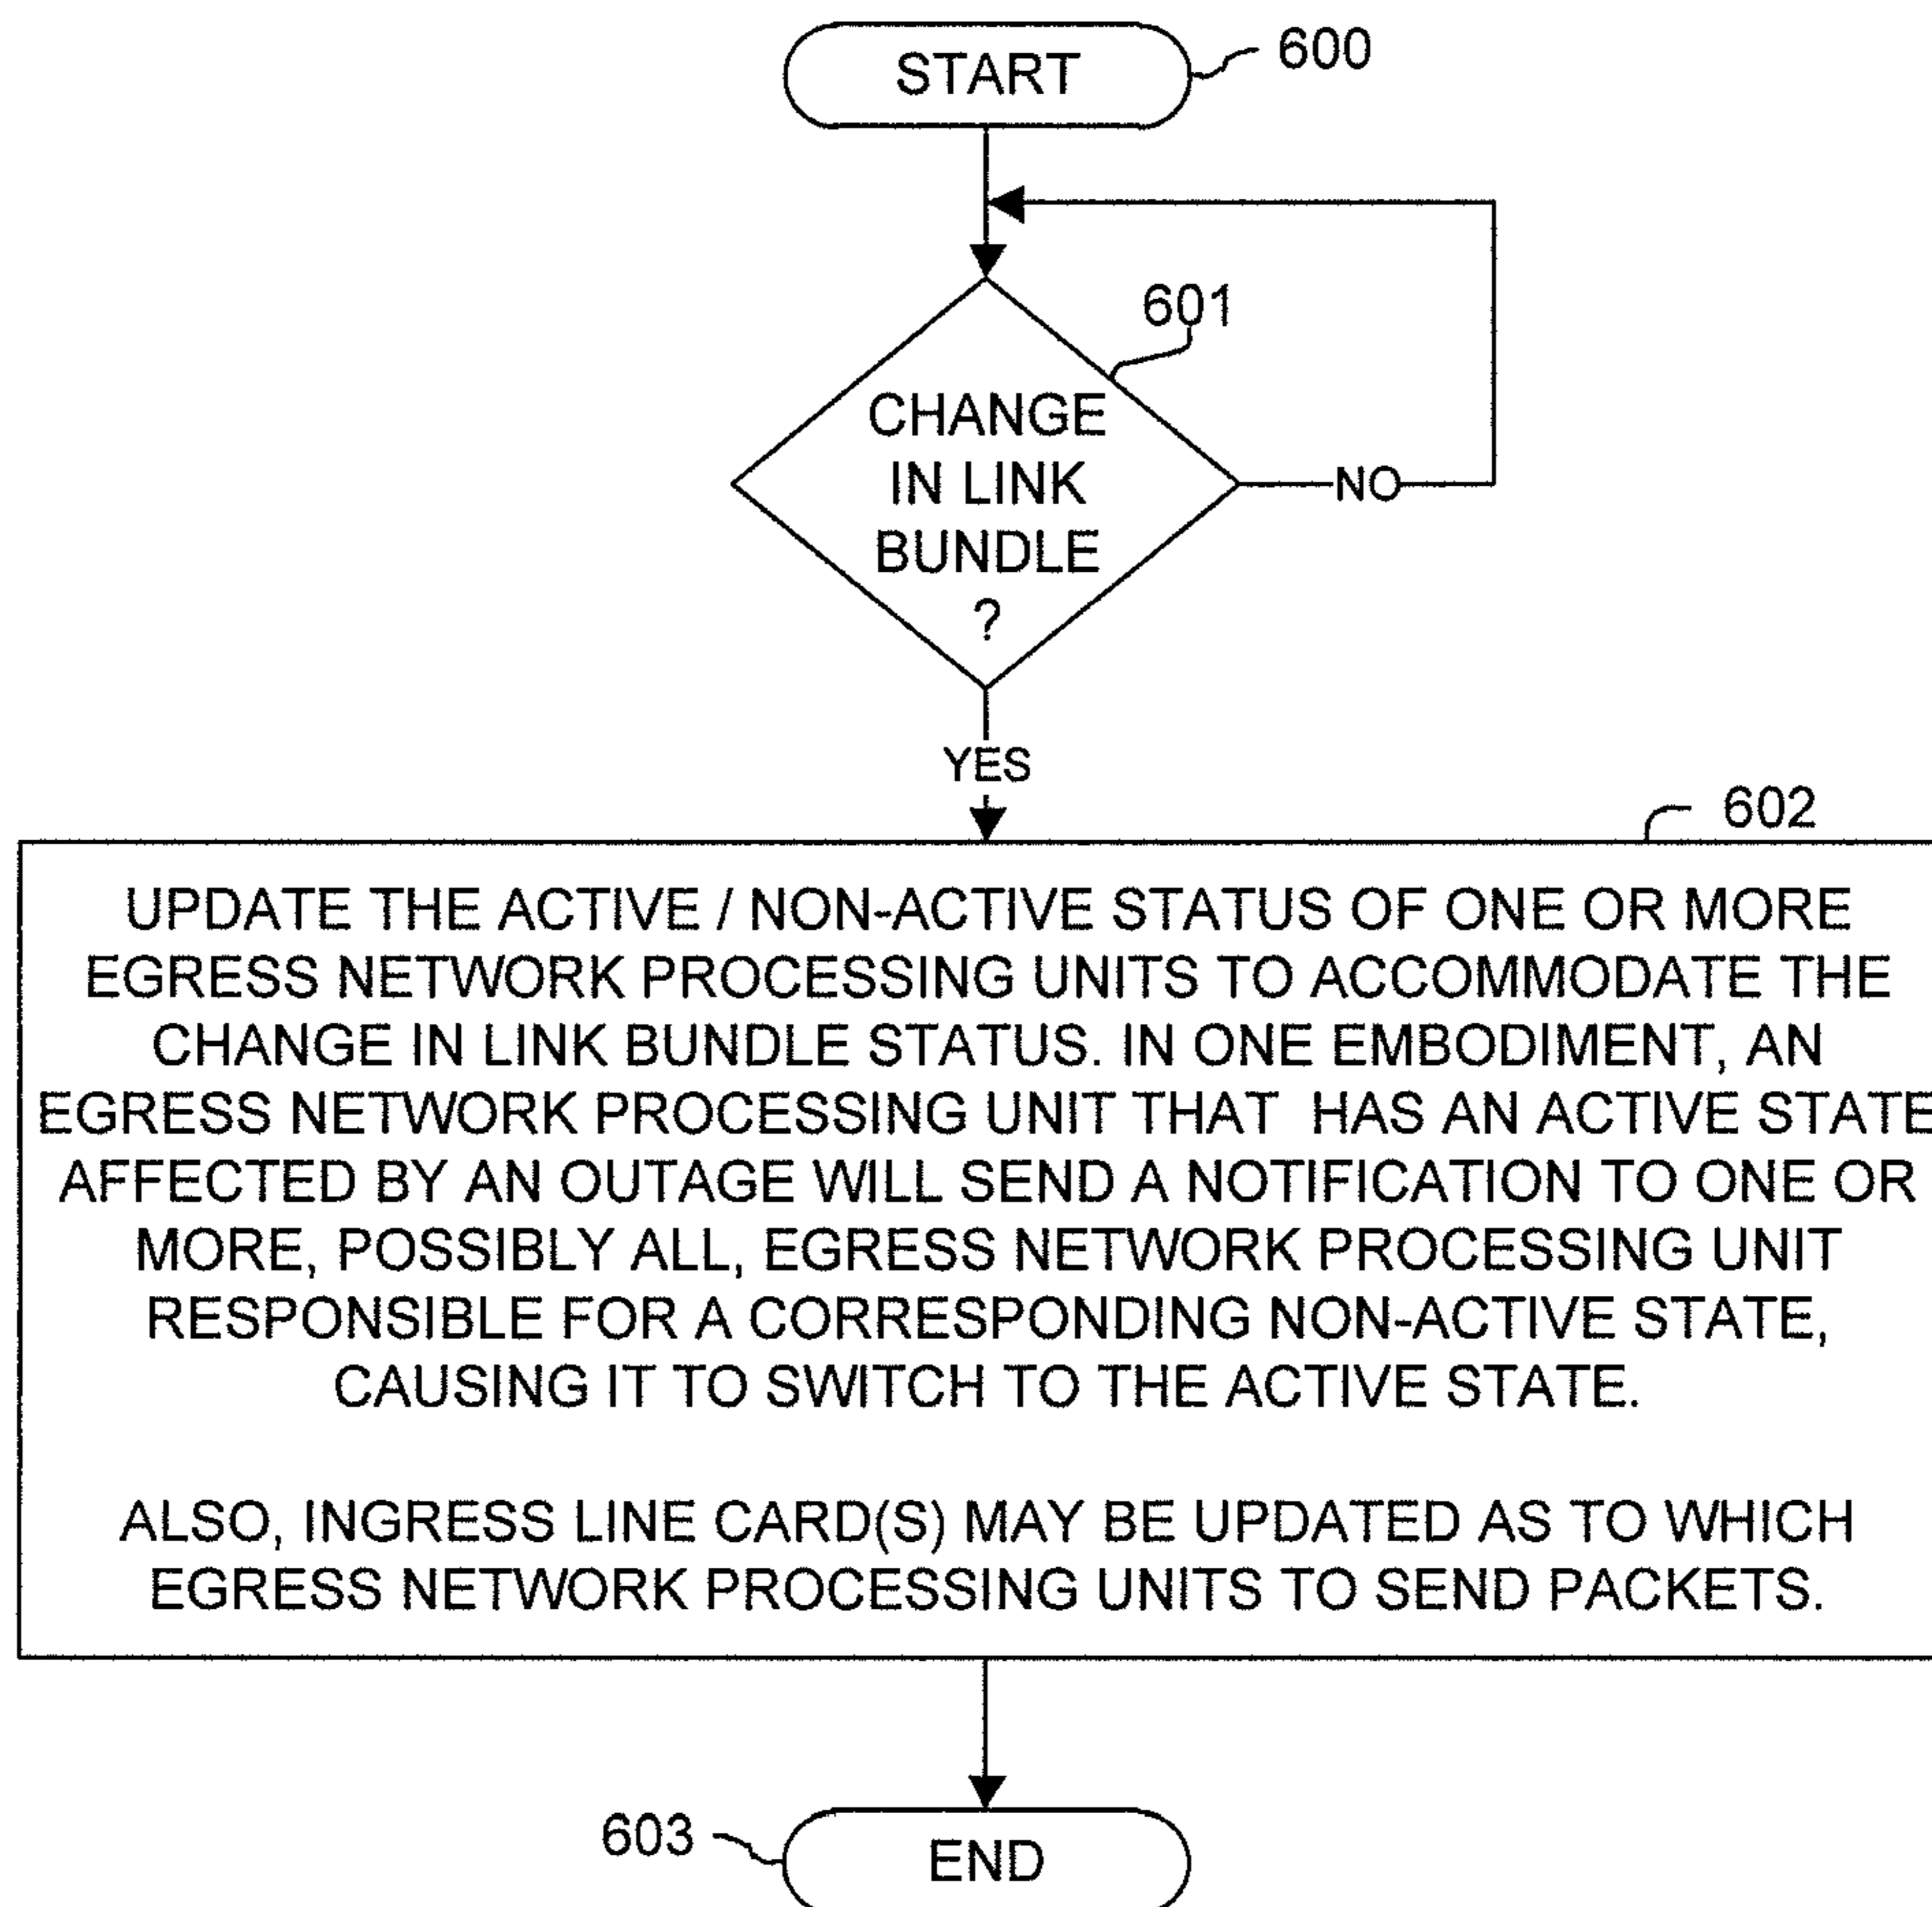 START
600
601
CHANGE
IN LINK
BUNDLE
?
NO
YES
602
UPDATE THE ACTIVE / NON-ACTIVE STATUS OF ONE OR MORE
EGRESS NETWORK PROCESSING UNITS TO ACCOMMODATE THE
CHANGE IN LINK BUNDLE STATUS. IN ONE EMBODIMENT, AN
EGRESS NETWORK PROCESSING UNIT THAT HAS AN ACTIVE STATE
AFFECTED BY AN OUTAGE WILL SEND A NOTIFICATION TO ONE OR
MORE, POSSIBLY ALL, EGRESS NETWORK PROCESSING UNIT
RESPONSIBLE FOR A CORRESPONDING NON-ACTIVE STATE,
CAUSING IT TO SWITCH TO THE ACTIVE STATE.
ALSO, INGRESS LINE CARD(S) MAY BE UPDATED AS TO WHICH
EGRESS NETWORK PROCESSING UNITS TO SEND PACKETS.
603
END